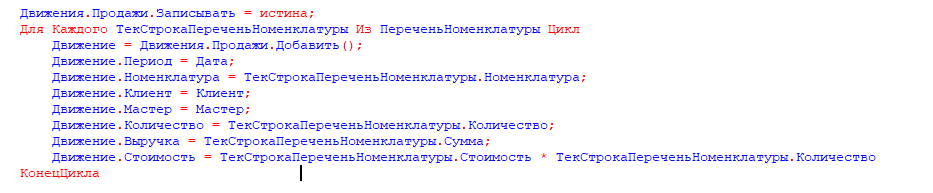 Движения.Продажи.Записывать = истина;
Для Каждого ТекСтрокаПереченьНоменклатуры Из ПереченьНоменклатуры Цикл
Движение = Движения.Продажи.Добавить();
Движение.Период = Дата;
Движение.Номенклатура = ТекСтрокаПереченьНоменклатуры.Номенклатура;
Движение.Клиент = Клиент;
Движение.Мастер = Мастер;
Движение.Количество = ТекСтрокаПереченьНоменклатуры.Количество;
Движение.Выручка = ТекСтрокаПереченьНоменклатуры.Сумма;
Движение.Стоимость = ТекСтрокаПереченьНоменклатуры.Стоимость * ТекСтрокаПереченьНоменклатуры.Количество
КонецЦикла